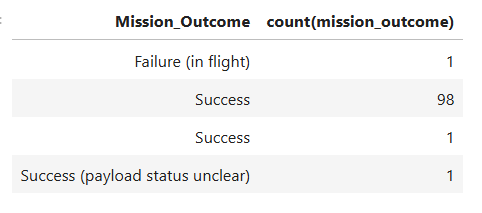 Mission_Outcome count(mission_outcome)
Failure (in flight) 1
Success 98
Success 1
Success (payload status unclear) 1